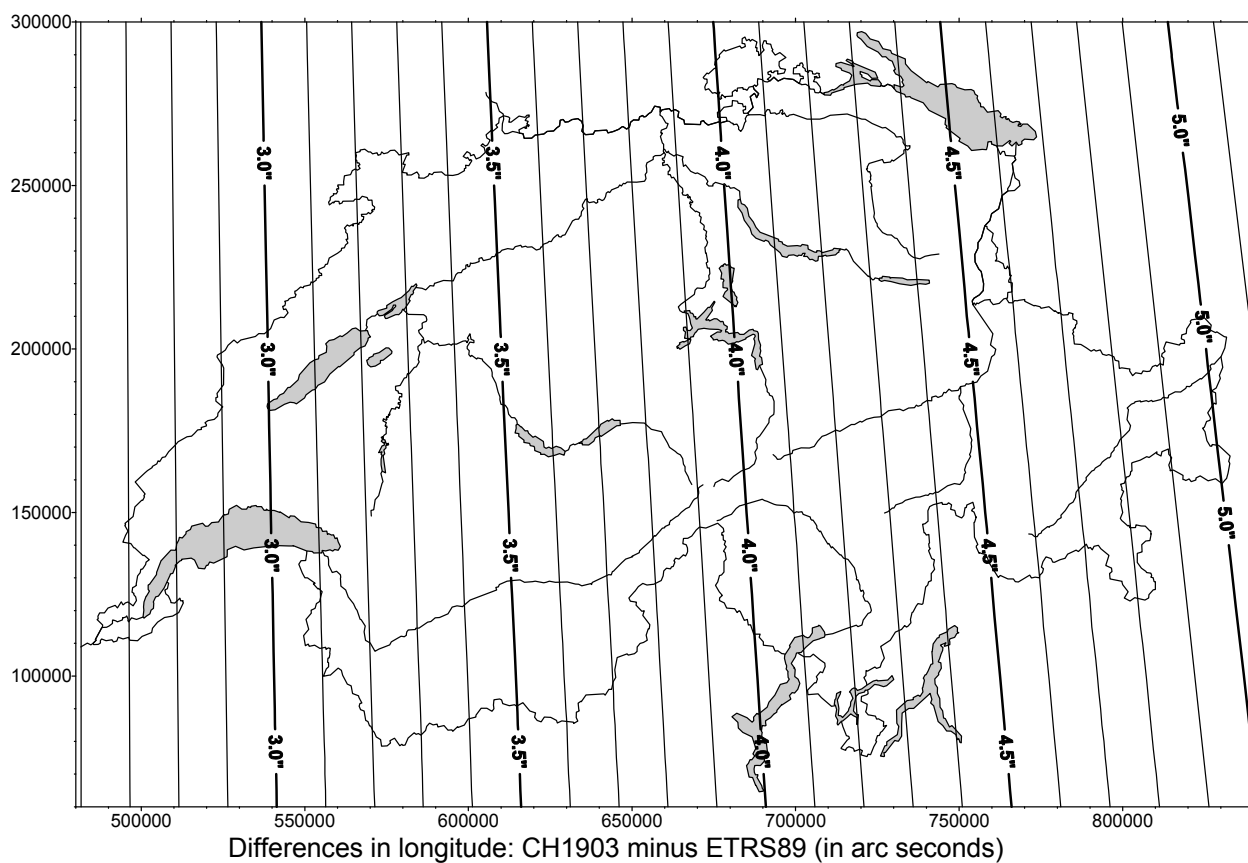 300000
250000
3.0" 3.5" 4.0" 4.5" 5.0"
200000
3.0" 3.5" 4.0" 4.5" 5.0"
150000
3.0" 3.5" 4.0" 4.5" 5.0"
100000
3.0" 3.5" 4.0" 4.5"
500000 550000 600000 650000 700000 750000 800000
Differences in longitude: CH1903 minus ETRS89 (in arc seconds)